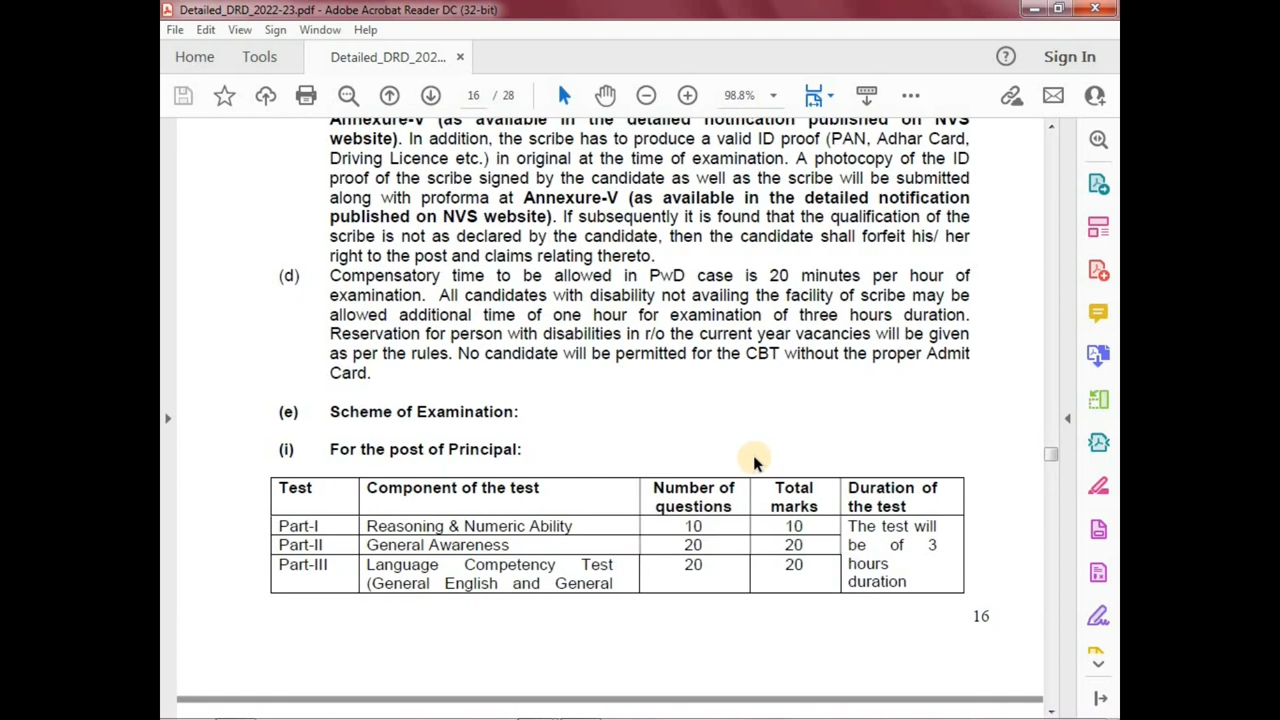 Detailed_DRD_2022-23.pdf - Adobe Acrobat Reader DC (32-bit)
File Edit View Sign Window Help
Home Tools Detailed_DRD_202... × Sign In
16 / 28 98.8%
Annexure-V (as available in the detailed notification published on NVS
website). In addition, the scribe has to produce a valid ID proof (PAN, Adhar Card,
Driving Licence etc.) in original at the time of examination. A photocopy of the ID
proof of the scribe signed by the candidate as well as the scribe will be submitted
along with proforma at Annexure-V (as available in the detailed notification
published on NVS website). If subsequently it is found that the qualification of the
scribe is not as declared by the candidate, then the candidate shall forfeit his/ her
right to the post and claims relating thereto.
(d) Compensatory time to be allowed in PwD case is 20 minutes per hour of
examination. All candidates with disability not availing the facility of scribe may be
allowed additional time of one hour for examination of three hours duration.
Reservation for person with disabilities in r/o the current year vacancies will be given
as per the rules. No candidate will be permitted for the CBT without the proper Admit
Card.
(e) Scheme of Examination:
(i) For the post of Principal:
Test Component of the test Number of Total Duration of
questions marks the test
Part-I Reasoning & Numeric Ability 10 10 The test will
Part-II General Awareness 20 20 be of 3
Part-III Language Competency Test 20 20 hours
(General English and General duration
16